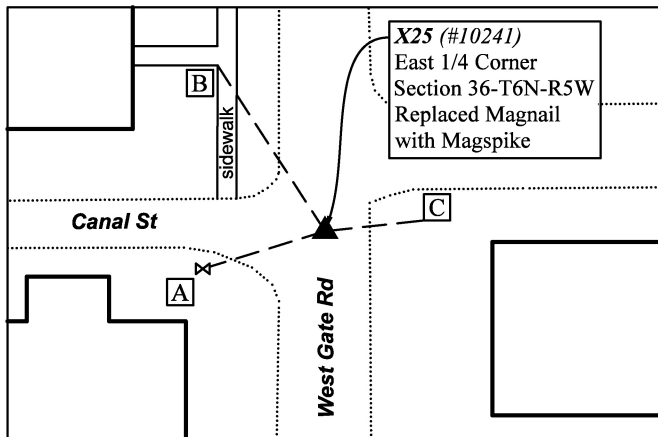 X25 (#10241)
East 1/4 Corner
Section 36-T6N-R5W
Replaced Magnail
with Magspike
B
sidewalk
C
Canal St
A
West Gate Rd